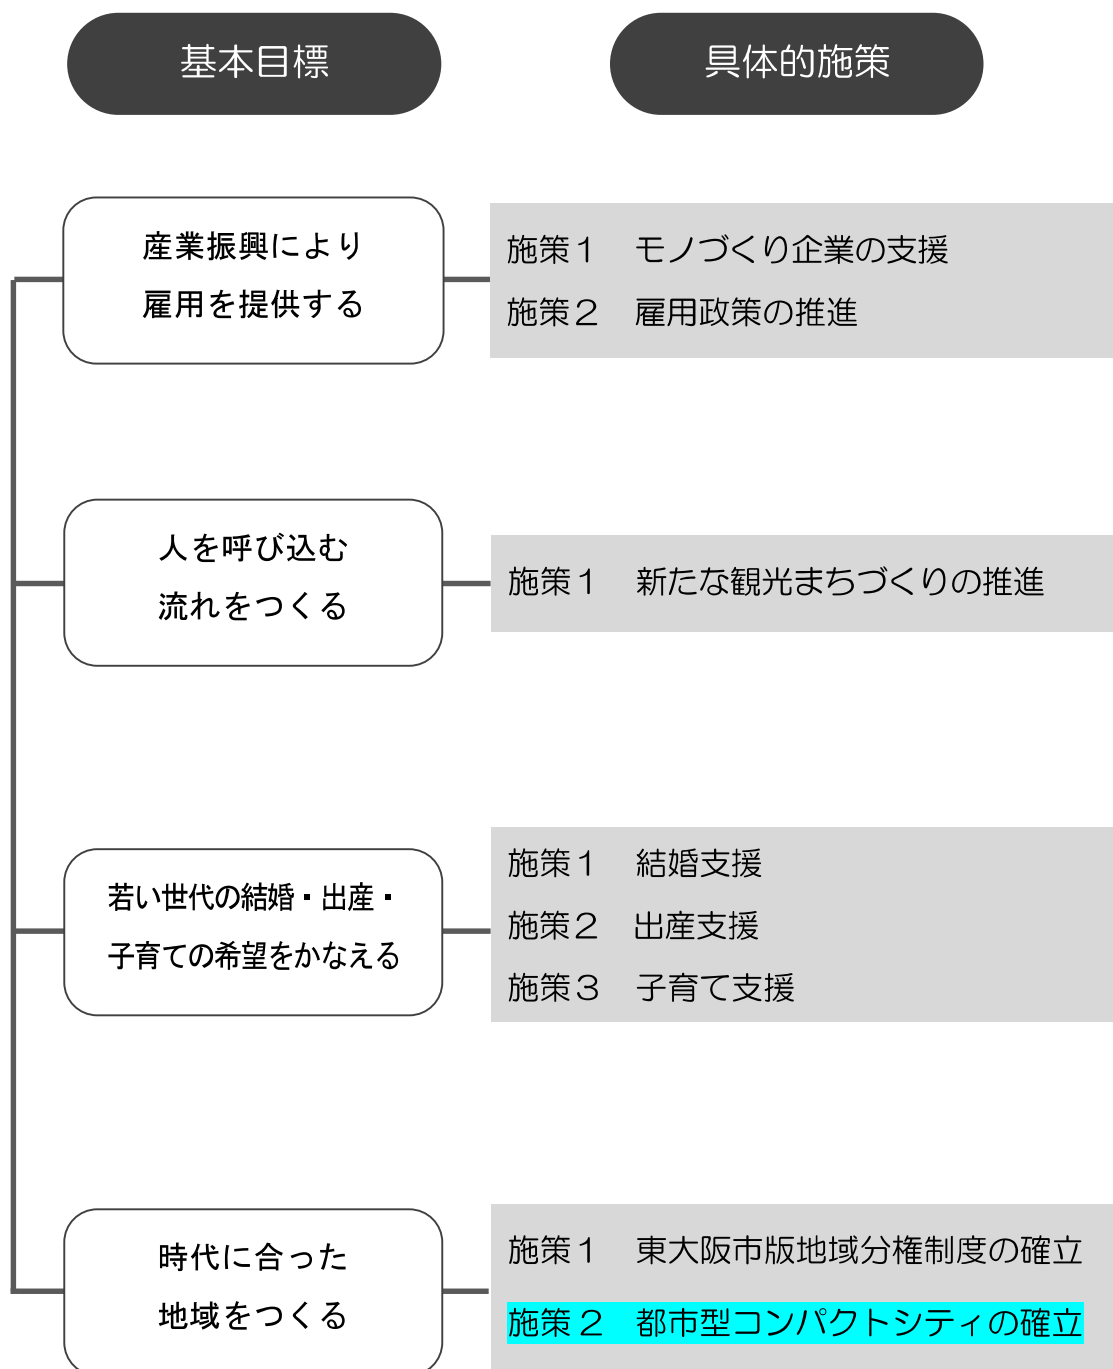 基本目標
具体的施策
産業振興により
雇用を提供する
施策１　モノづくり企業の支援
施策２　雇用政策の推進
人を呼び込む
流れをつくる
施策１　新たな観光まちづくりの推進
若い世代の結婚・出産・
子育ての希望をかなえる
施策１　結婚支援
施策２　出産支援
施策３　子育て支援
時代に合った
地域をつくる
施策１　東大阪市版地域分権制度の確立
施策２　都市型コンパクトシティの確立